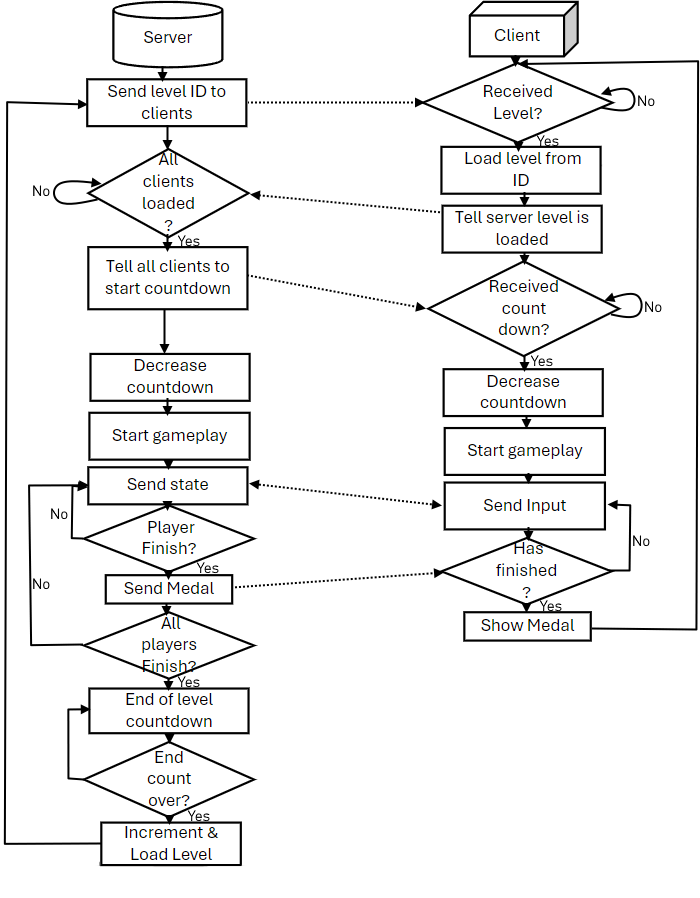 Server
Send level ID to
clients
All
clients
loaded
?
No
Yes
Tell all clients to
start countdown
Decrease
countdown
Start gameplay
Send state
Player
Finish?
No
Yes
Send Medal
All
players
Finish?
No
Yes
End of level
countdown
End
count
over?
Yes
Increment &
Load Level
Client
Received
Level?
No
Yes
Load level from
ID
Tell server level is
loaded
Received
count
down?
No
Yes
Decrease
countdown
Start gameplay
Send Input
Has
finished
?
No
Yes
Show Medal